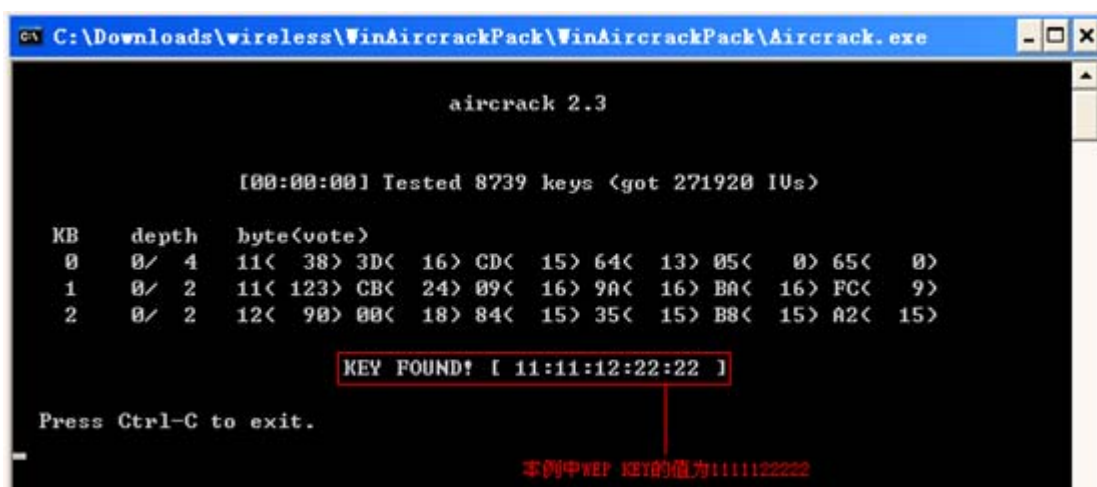 C:\Downloads\wireless\WinAircrackPack\WinAircrackPack\Aircrack.exe
aircrack 2.3
[00:00:00] Tested 8739 keys (got 271920 IVs)
KB depth byte(vote)
0 0/ 4 11( 38) 3D( 16) CD( 15) 64( 13) 05( 0) 65( 0)
1 0/ 2 11( 123) CB( 24) 09( 16) 9A( 16) BA( 16) FC( 9)
2 0/ 2 12( 90) 00( 18) 84( 15) 35( 15) B8( 15) A2( 15)
KEY FOUND! [ 11:11:12:22:22 ]
Press Ctrl-C to exit.
本例中WEP KEY的值为1111122222